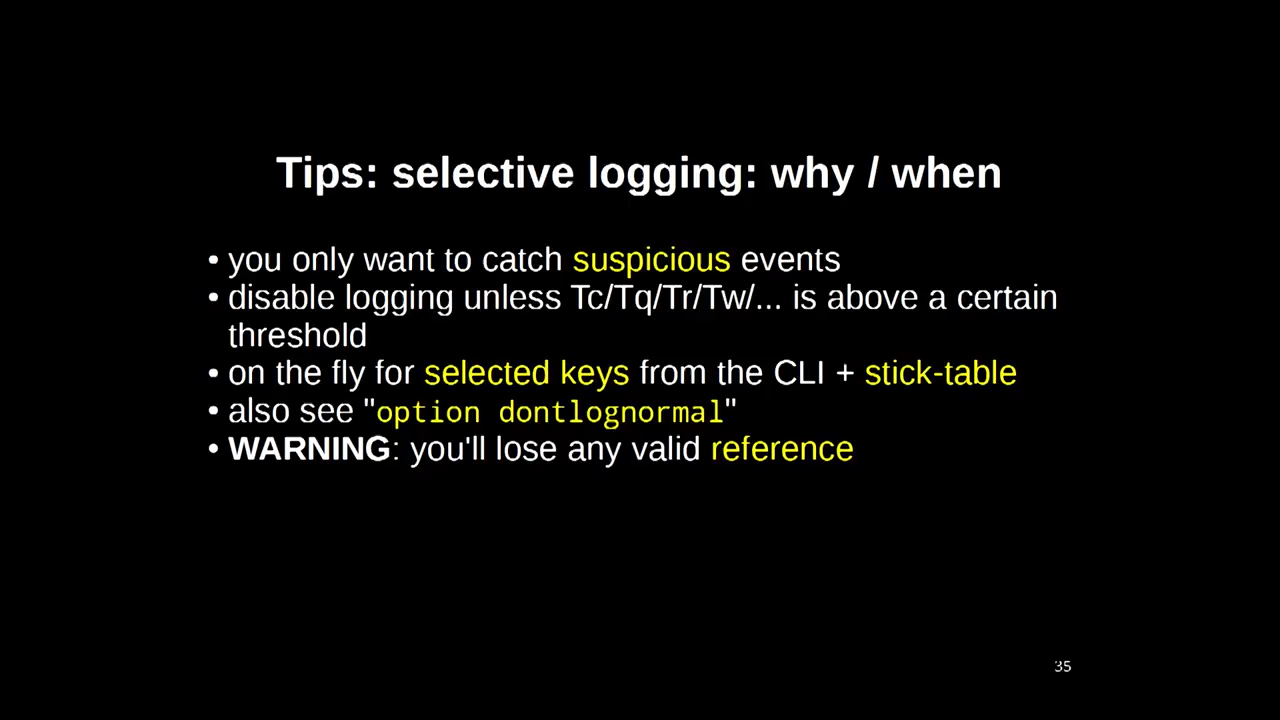 Tips: selective logging: why / when
• you only want to catch suspicious events
• disable logging unless Tc/Tq/Tr/Tw/... is above a certain
threshold
• on the fly for selected keys from the CLI + stick-table
• also see "option dontlognormal"
• WARNING: you'll lose any valid reference
35